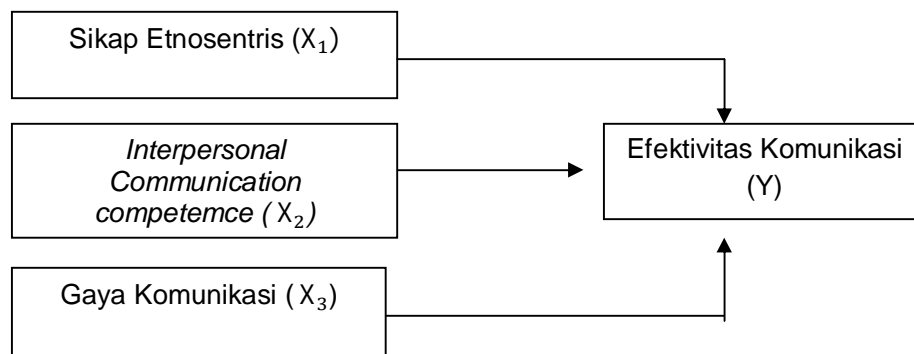 Sikap Etnosentris (X₁)
Interpersonal
Communication
competemce ( X₂)
Gaya Komunikasi ( X₃)
Efektivitas Komunikasi
(Y)